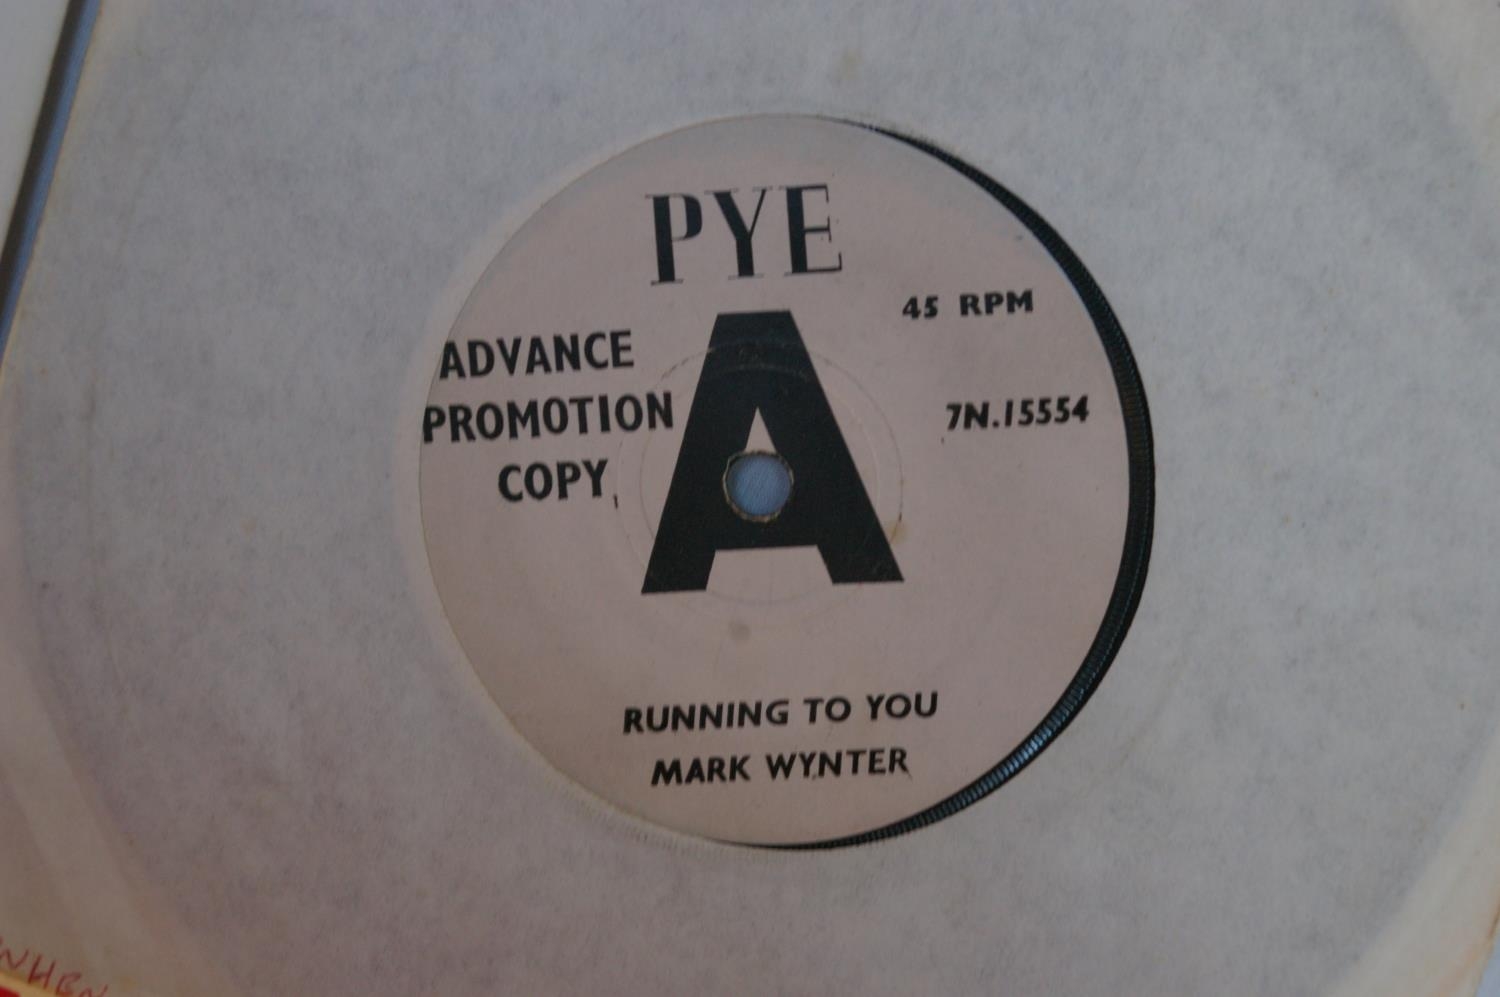 PYE
45 RPM
ADVANCE
PROMOTION
COPY
A
7N.15554
RUNNING TO YOU
MARK WYNTER